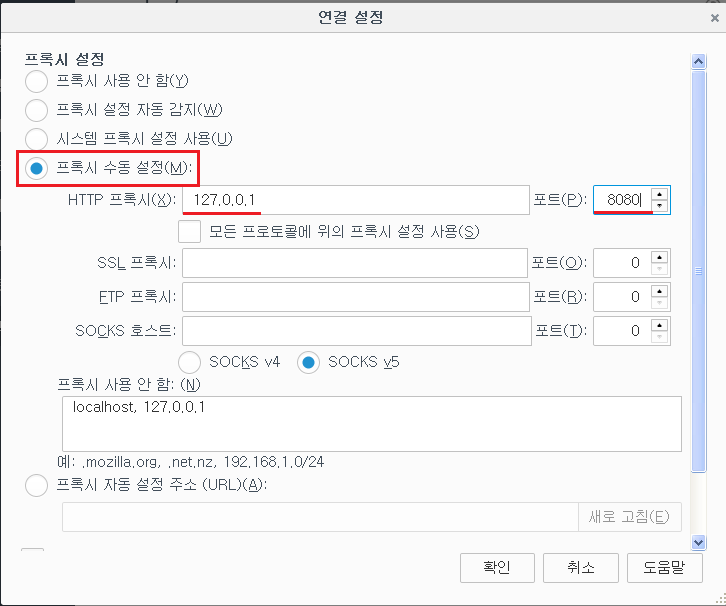 연결 설정
프록시 설정
프록시 사용 안 함(Y)
프록시 설정 자동 감지(W)
시스템 프록시 설정 사용(U)
프록시 수동 설정(M):
HTTP 프록시(X): 127.0.0.1 포트(P): 8080
모든 프로토콜에 위의 프록시 설정 사용(S)
SSL 프록시: 포트(O): 0
FTP 프록시: 포트(R): 0
SOCKS 호스트: 포트(T): 0
SOCKS v4 SOCKS v5
프록시 사용 안 함: (N)
localhost, 127.0.0.1
예: .mozilla.org, .net.nz, 192.168.1.0/24
프록시 자동 설정 주소 (URL)(A):
새로 고침(E)
확인 취소 도움말